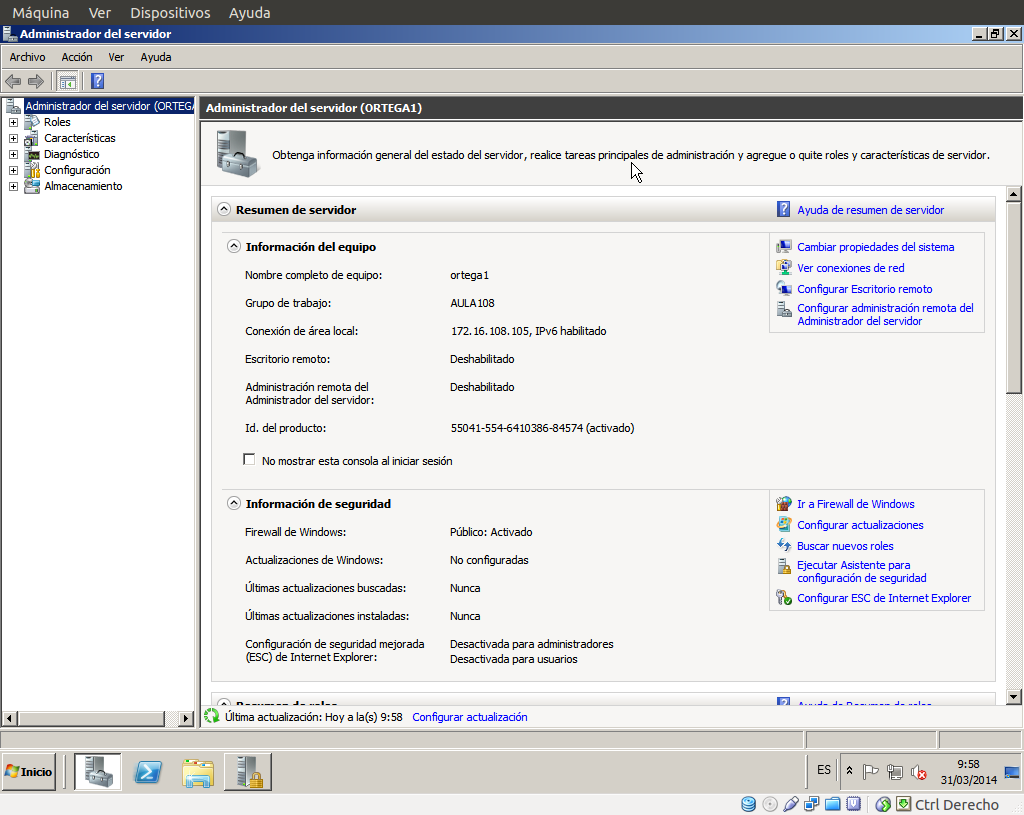 Máquina Ver Dispositivos Ayuda
Administrador del servidor
Archivo Acción Ver Ayuda
Administrador del servidor (ORTEGA
Roles
Características
Diagnóstico
Configuración
Almacenamiento
Administrador del servidor (ORTEGA1)
Obtenga información general del estado del servidor, realice tareas principales de administración y agregue o quite roles y características de servidor.
Resumen de servidor
Ayuda de resumen de servidor
Información del equipo
Nombre completo de equipo: ortega1
Grupo de trabajo: AULA108
Conexión de área local: 172.16.108.105, IPv6 habilitado
Escritorio remoto: Deshabilitado
Administración remota del Deshabilitado
Administrador del servidor:
Id. del producto: 55041-554-6410386-84574 (activado)
No mostrar esta consola al iniciar sesión
Cambiar propiedades del sistema
Ver conexiones de red
Configurar Escritorio remoto
Configurar administración remota del
Administrador del servidor
Información de seguridad
Firewall de Windows: Público: Activado
Actualizaciones de Windows: No configuradas
Últimas actualizaciones buscadas: Nunca
Últimas actualizaciones instaladas: Nunca
Configuración de seguridad mejorada Desactivada para administradores
(ESC) de Internet Explorer: Desactivada para usuarios
Ir a Firewall de Windows
Configurar actualizaciones
Buscar nuevos roles
Ejecutar Asistente para
configuración de seguridad
Configurar ESC de Internet Explorer
Resumen de roles
Ayuda de Resumen de roles
Última actualización: Hoy a la(s) 9:58 Configurar actualización
Inicio
ES
9:58
31/03/2014
Ctrl Derecho